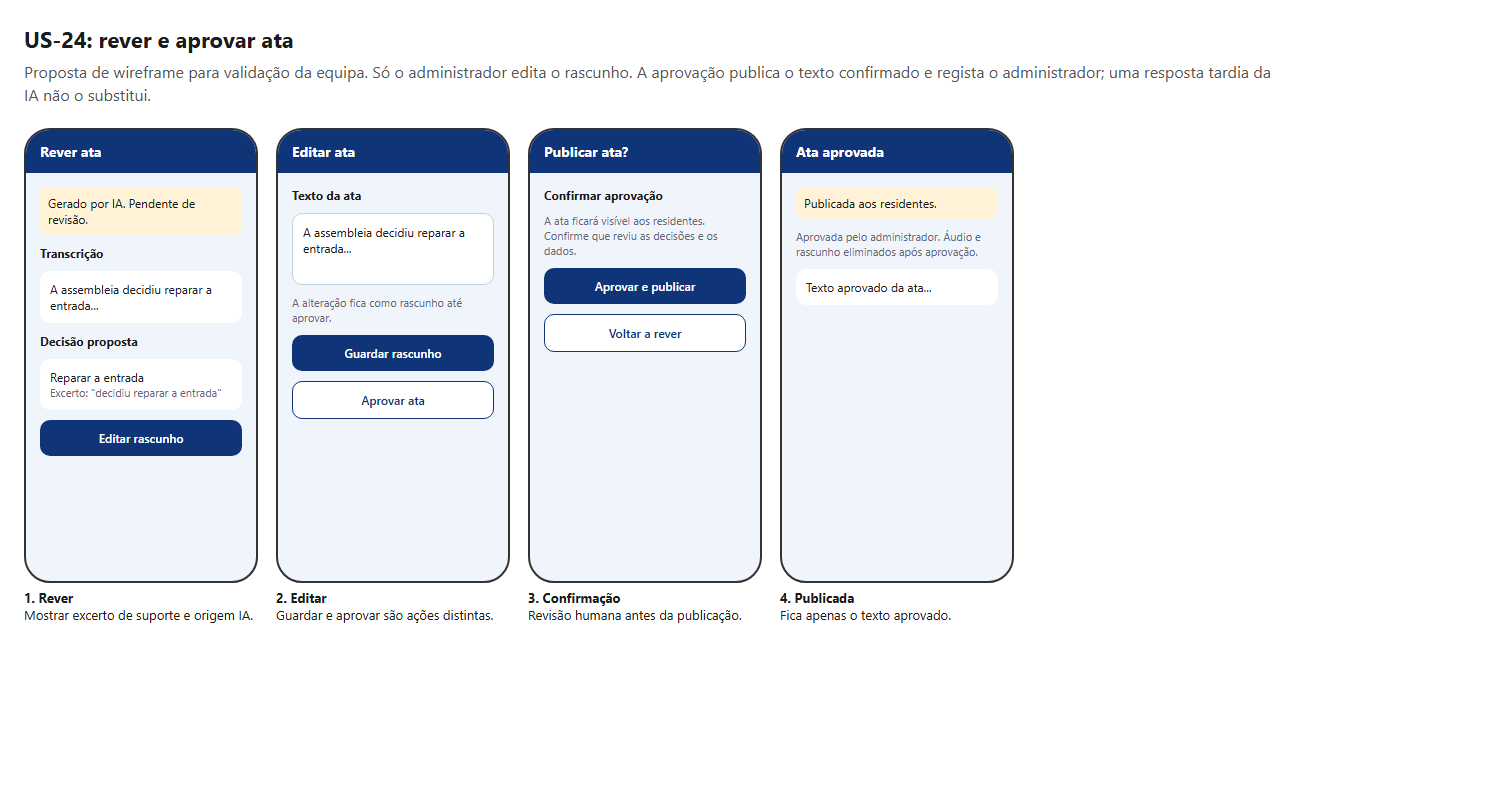 US-24: rever e aprovar ata
Proposta de wireframe para validação da equipa. Só o administrador edita o rascunho. A aprovação publica o texto confirmado e regista o administrador; uma resposta tardia da
IA não o substitui.
Rever ata
Gerado por IA. Pendente de
revisão.
Transcrição
A assembleia decidiu reparar a
entrada...
Decisão proposta
Reparar a entrada
Excerto: "decidiu reparar a entrada"
Editar rascunho
1. Rever
Mostrar excerto de suporte e origem IA.
Editar ata
Texto da ata
A assembleia decidiu reparar a
entrada...
A alteração fica como rascunho até
aprovar.
Guardar rascunho
Aprovar ata
2. Editar
Guardar e aprovar são ações distintas.
Publicar ata?
Confirmar aprovação
A ata ficará visível aos residentes.
Confirme que reviu as decisões e os
dados.
Aprovar e publicar
Voltar a rever
3. Confirmação
Revisão humana antes da publicação.
Ata aprovada
Publicada aos residentes.
Aprovada pelo administrador. Áudio e
rascunho eliminados após aprovação.
Texto aprovado da ata...
4. Publicada
Fica apenas o texto aprovado.